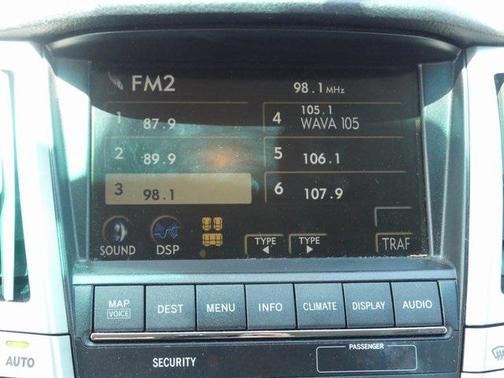 FM2 98.1 MHz
1 87.9
4 105.1 WAVA 105
2 89.9
5 106.1
3 98.1
6 107.9
SOUND DSP TYPE TYPE TRAF
MAP VOICE DEST MENU INFO CLIMATE DISPLAY AUDIO
AUTO SECURITY PASSENGER